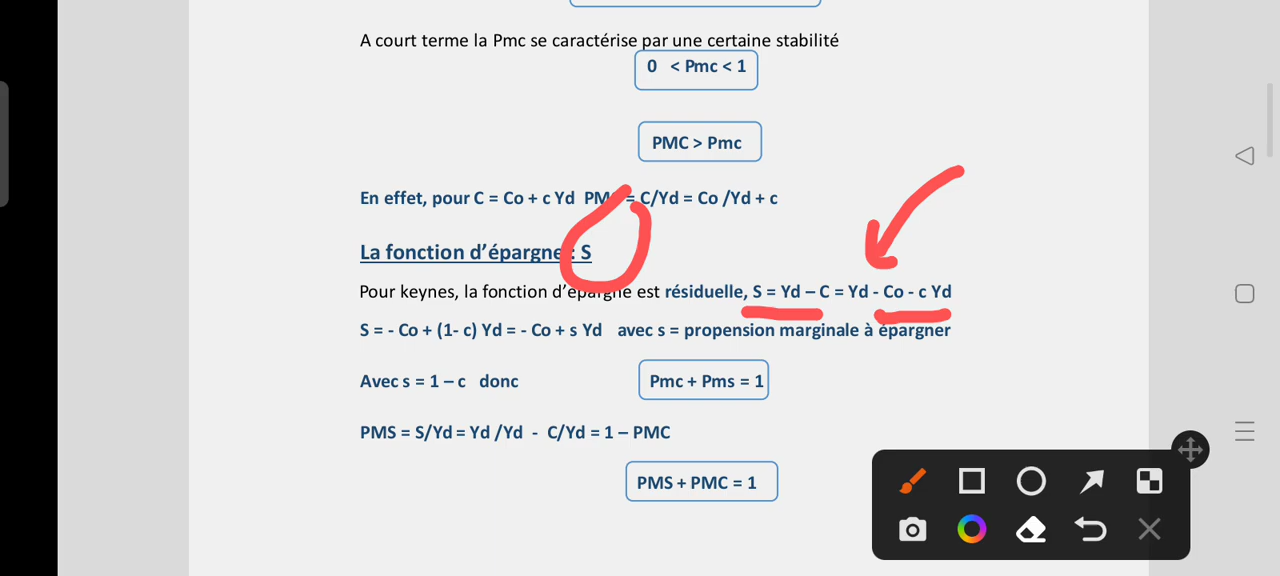 A court terme la Pmc se caractérise par une certaine stabilité
0 < Pmc < 1
PMC > Pmc
En effet, pour C = Co + c Yd PMC = C/Yd = Co /Yd + c
La fonction d'épargne : S
Pour keynes, la fonction d'épargne est résiduelle, S = Yd – C = Yd - Co - c Yd
S = - Co + (1- c) Yd = - Co + s Yd avec s = propension marginale à épargner
Avec s = 1 – c donc
Pmc + Pms = 1
PMS = S/Yd = Yd /Yd - C/Yd = 1 – PMC
PMS + PMC = 1